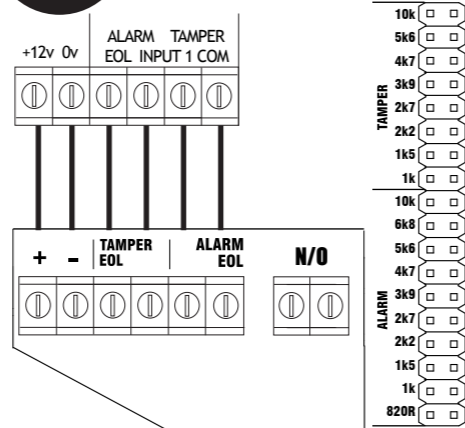 ALARM TAMPER
+12v 0v EOL INPUT 1 COM
+ - TAMPER EOL ALARM EOL N/O
TAMPER
10k
5k6
4k7
3k9
2k7
2k2
1k5
1k
ALARM
10k
6k8
5k6
4k7
3k9
2k7
2k2
1k5
1k
820R